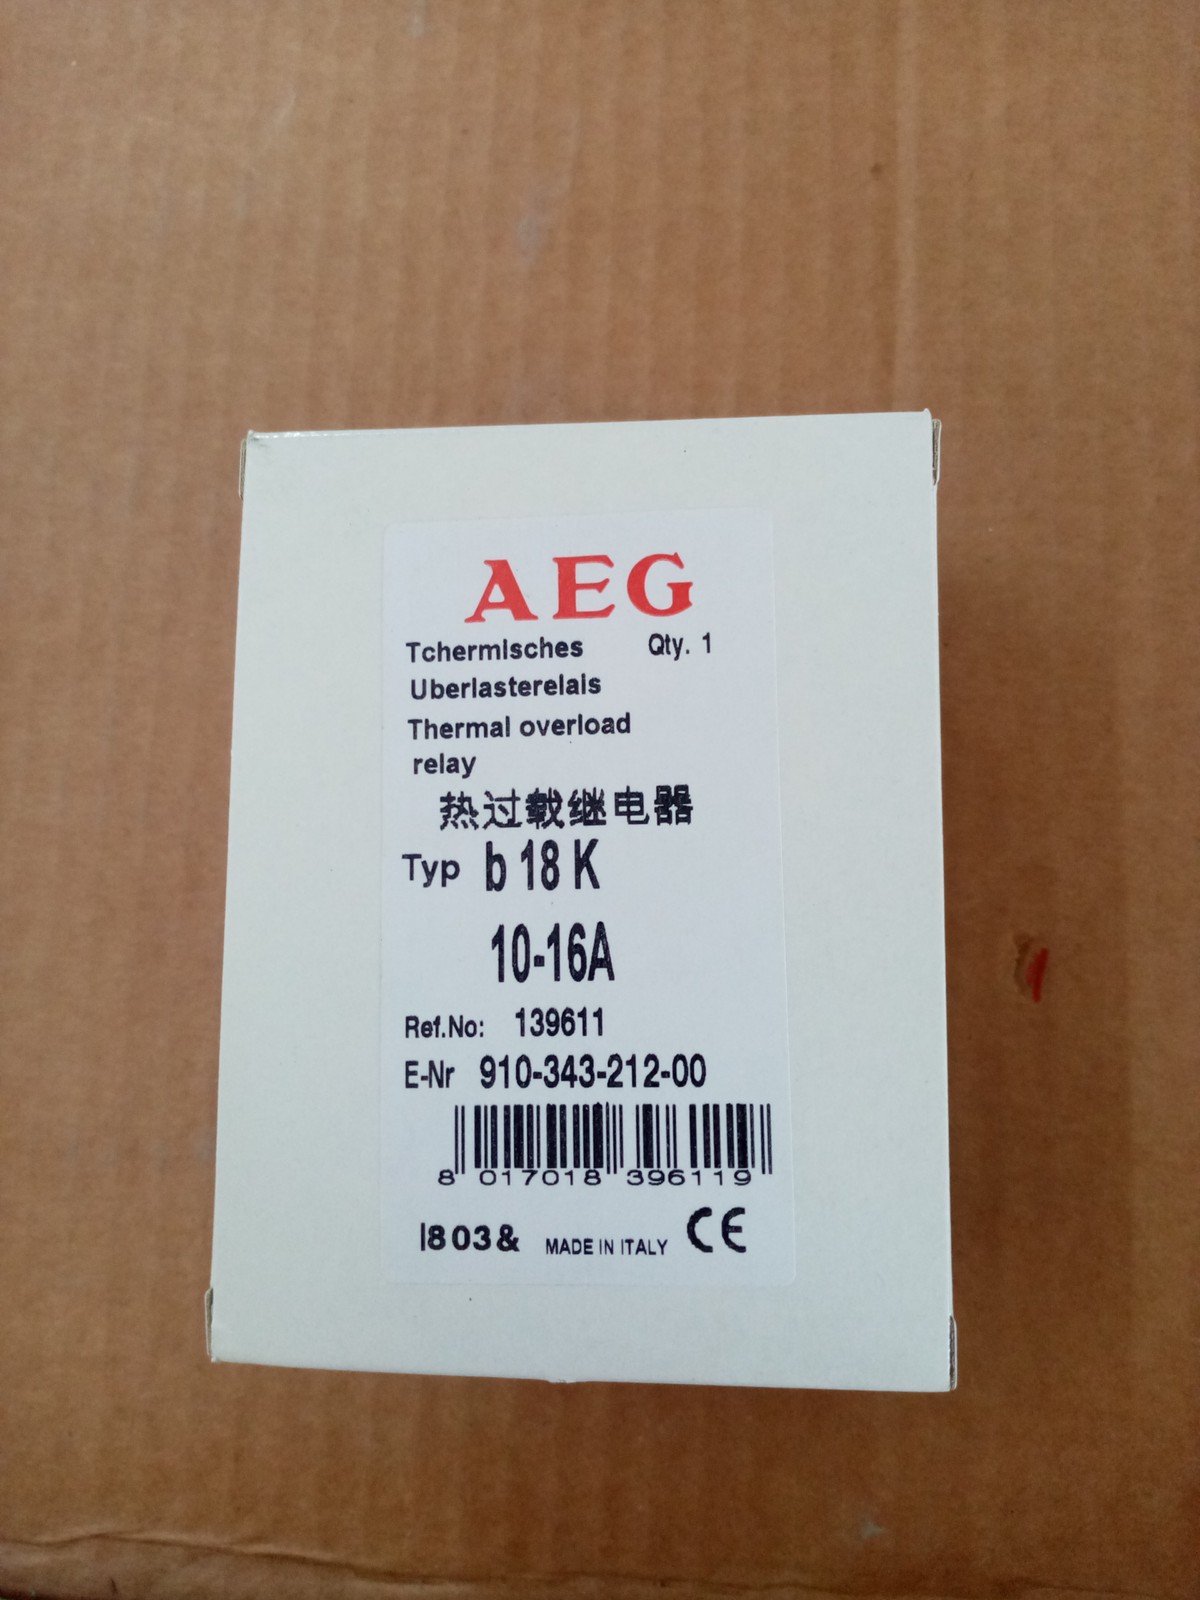 AEG
Tchermlsches Qty. 1
Uberlasterelais
Thermal overload
relay
热过载继电器
Typ b 18 K
10-16A
Ref.No: 139611
E-Nr 910-343-212-00
8 017018 396119
I803& MADE IN ITALY CE